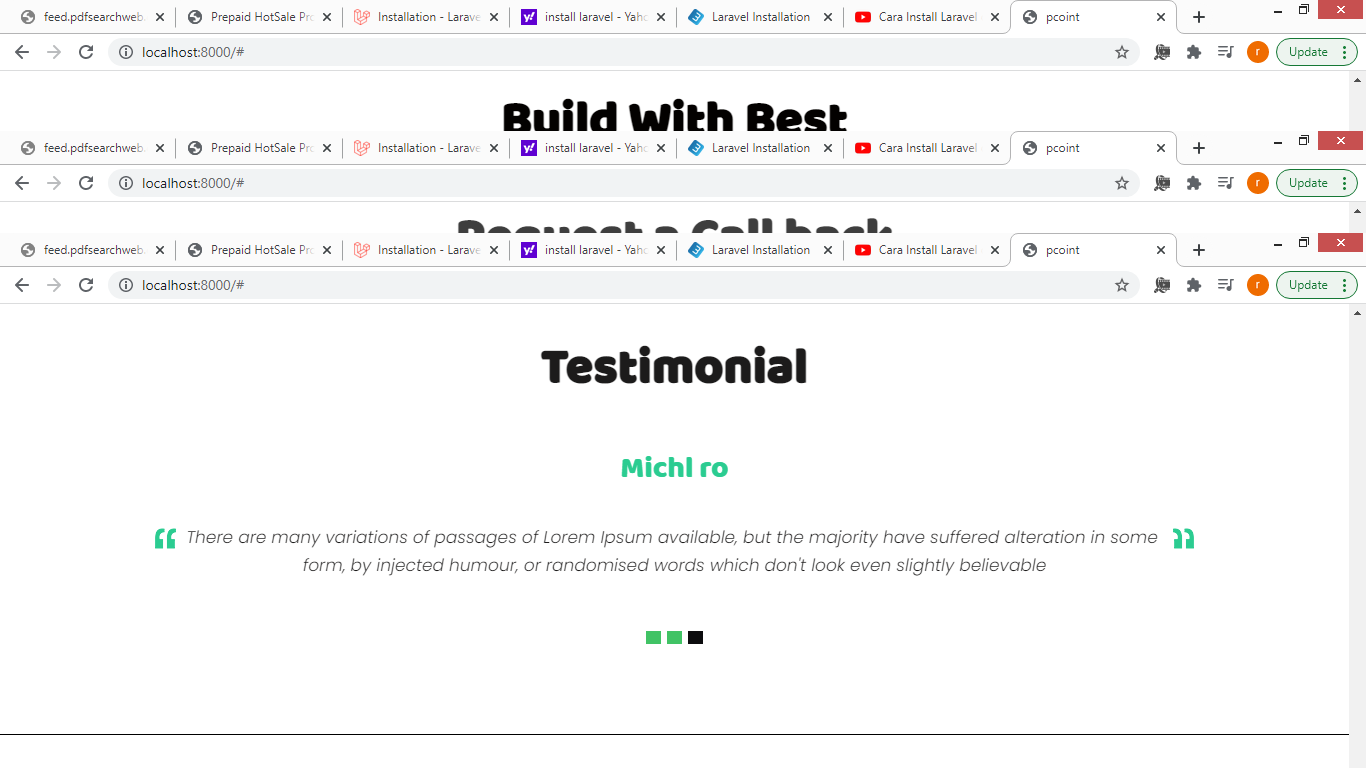 feed.pdfsearchweb. Prepaid HotSale Pro Installation - Larave install laravel - Yaho Laravel Installation Cara Install Laravel pcoint
localhost:8000/# r Update
Build With Best
feed.pdfsearchweb. Prepaid HotSale Pro Installation - Larave install laravel - Yaho Laravel Installation Cara Install Laravel pcoint
localhost:8000/# r Update
Request a Call back
feed.pdfsearchweb. Prepaid HotSale Pro Installation - Larave install laravel - Yaho Laravel Installation Cara Install Laravel pcoint
localhost:8000/# r Update
Testimonial
Michl ro
There are many variations of passages of Lorem Ipsum available, but the majority have suffered alteration in some
form, by injected humour, or randomised words which don't look even slightly believable